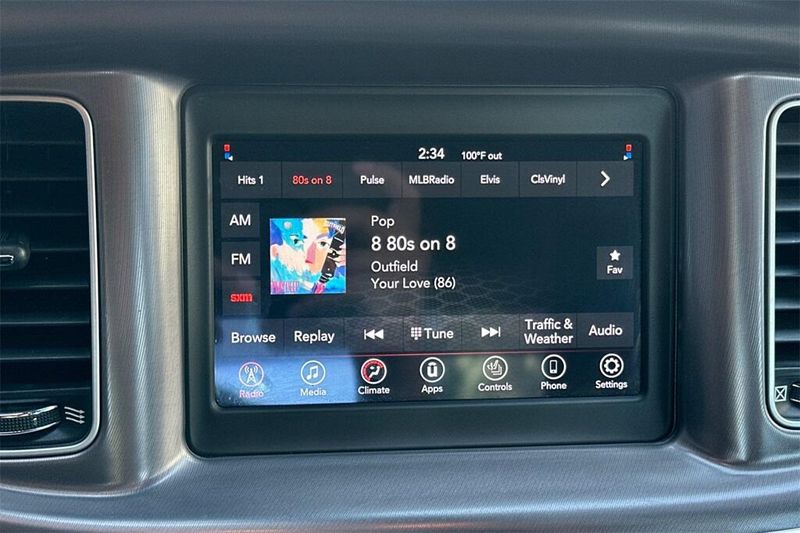 2:34 100°F out
Hits 1 80s on 8 Pulse MLBRadio Elvis ClsVinyl
AM
FM
sxm
Pop
8 80s on 8
Outfield
Your Love (86)
Fav
Browse Replay Tune Traffic & Weather Audio
Radio Media Climate Apps Controls Phone Settings